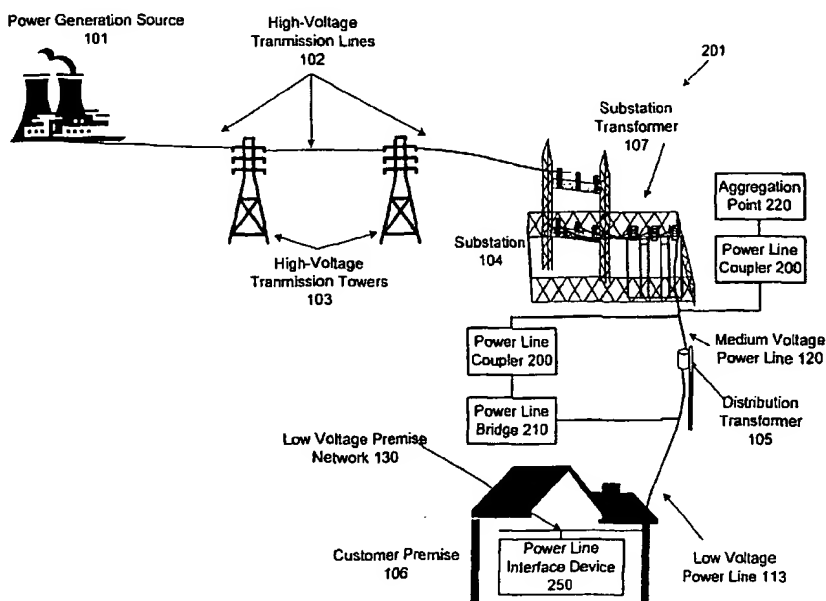 Power Generation Source
101
High-Voltage
Tranmission Lines
102
201
Substation
Transformer
107
Aggregation
Point 220
Power Line
Coupler 200
Substation
104
High-Voltage
Tranmission Towers
103
Medium Voltage
Power Line 120
Power Line
Coupler 200
Distribution
Transformer
105
Power Line
Bridge 210
Low Voltage Premise
Network 130
Customer Premise
106
Power Line
Interface Device
250
Low Voltage
Power Line 113